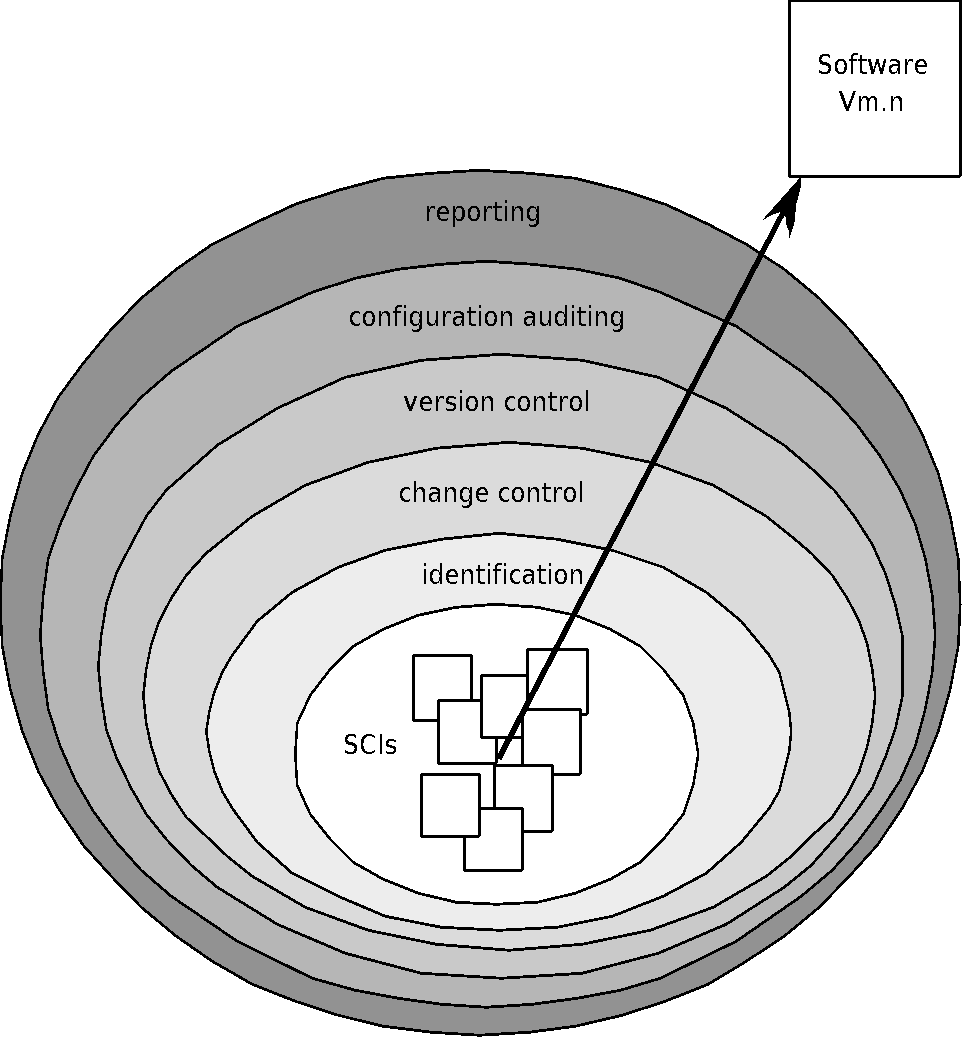 Software
Vm.n
reporting
configuration auditing
version control
change control
identification
SCIs